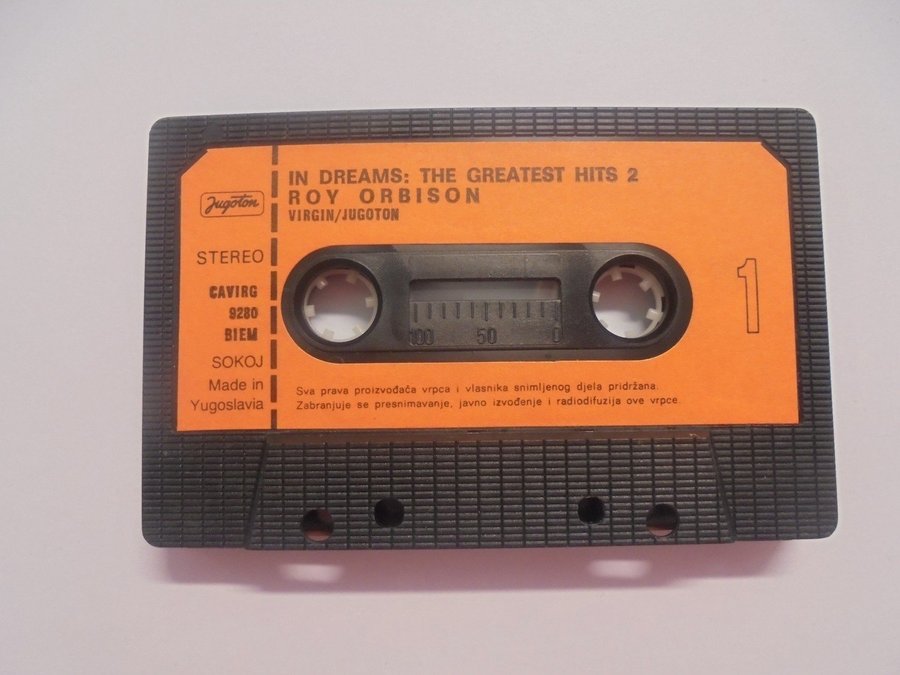 IN DREAMS: THE GREATEST HITS 2
ROY ORBISON
VIRGIN/JUGOTON
Jugoton
STEREO
CAVIRG
9280
BIEM
SOKOJ
Made in
Yugoslavia
100 50 0
1
Sva prava proizvođača vrpca i vlasnika snimljenog djela pridržana.
Zabranjuje se presnimavanje, javno izvođenje i radiodifuzija ove vrpce.